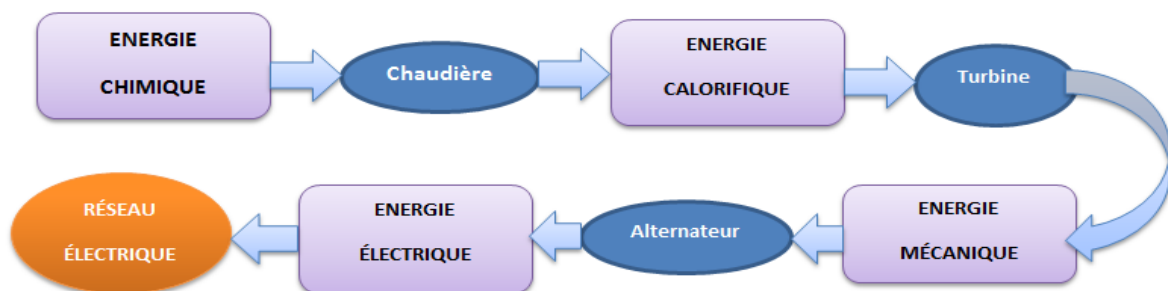 ENERGIE
CHIMIQUE
Chaudière
ENERGIE
CALORIFIQUE
Turbine
ENERGIE
MÉCANIQUE
Alternateur
ENERGIE
ÉLECTRIQUE
RÉSEAU
ÉLECTRIQUE